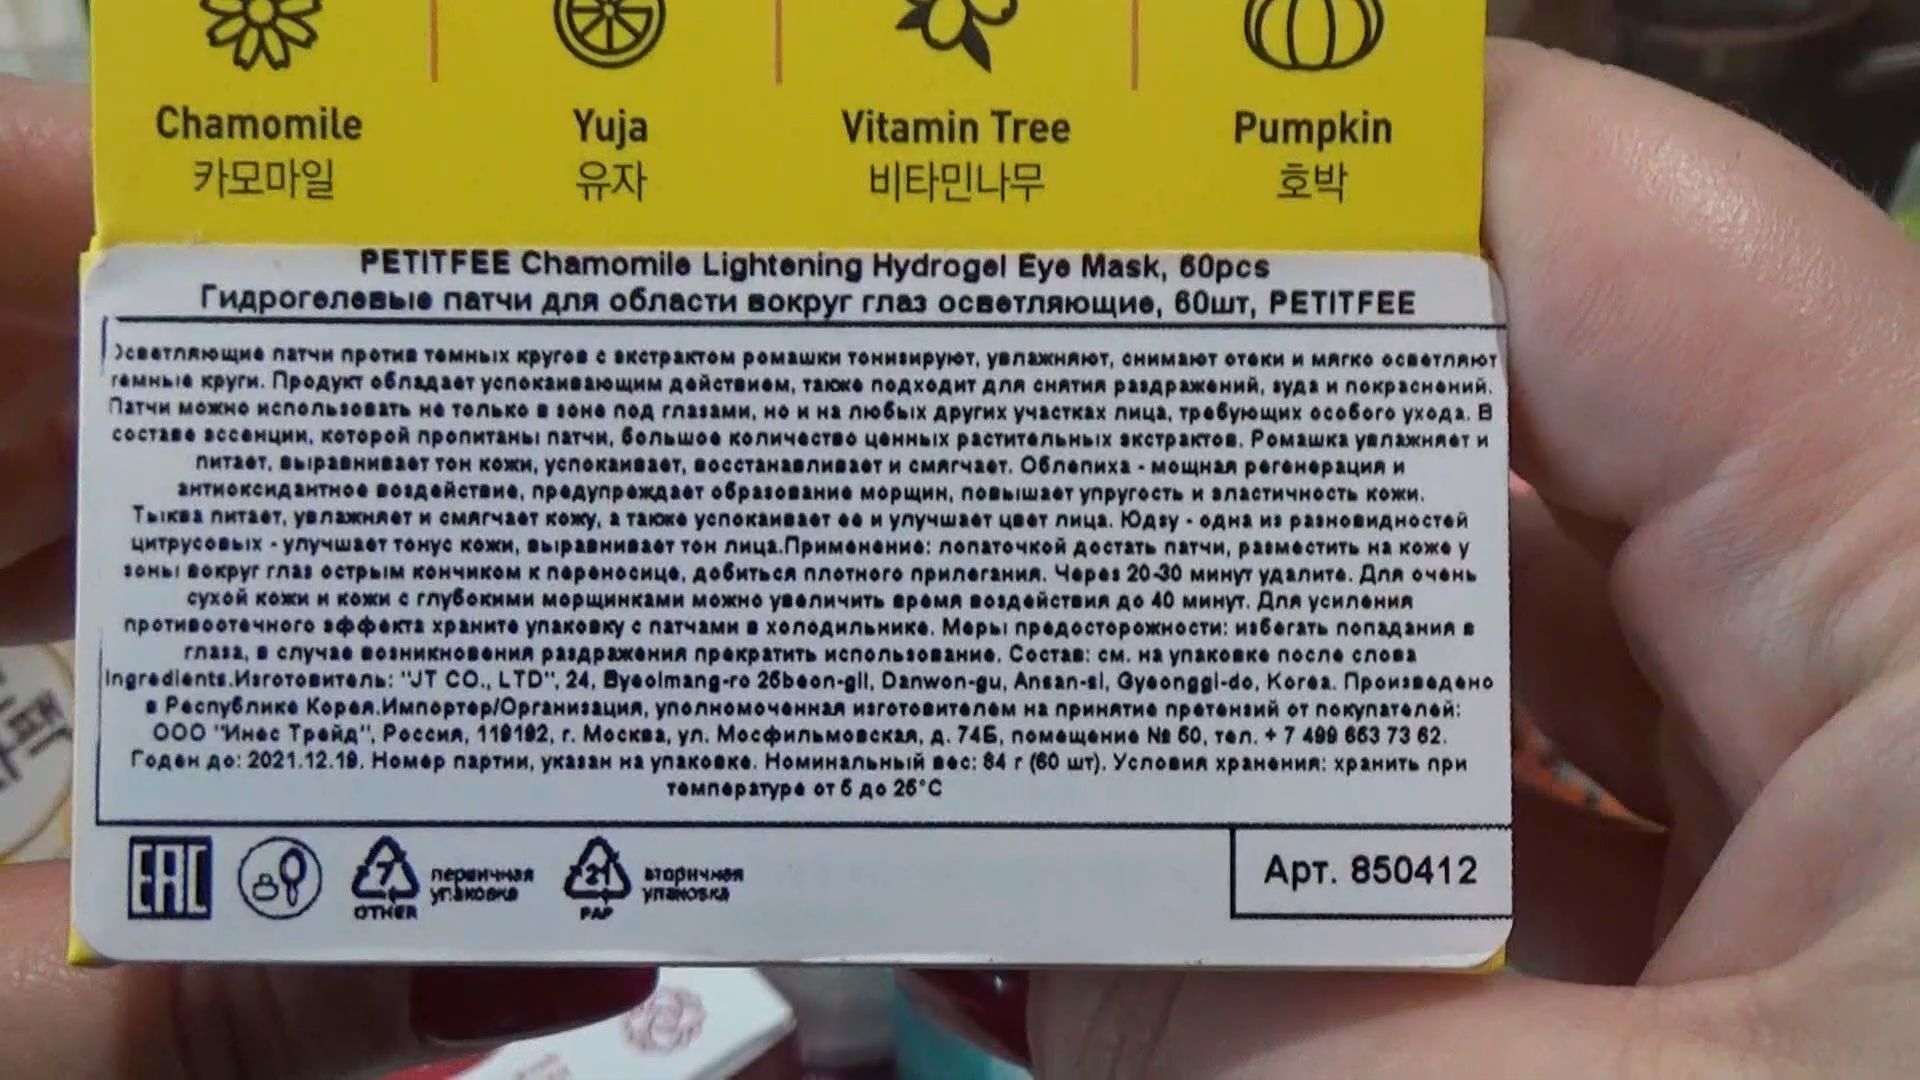 Chamomile Yuja Vitamin Tree Pumpkin
카모마일 유자 비타민나무 호박
PETITFEE Chamomile Lightening Hydrogel Eye Mask, 60pcs
Гидрогелевые патчи для области вокруг глаз осветляющие, 60шт, PETITFEE
Осветляющие патчи против темных кругов с экстрактом ромашки тонизируют, увлажняют, снимают отеки и мягко осветляют
темные круги. Продукт обладает успокаивающим действием, также подходит для снятия раздражений, зуда и покраснений.
Патчи можно использовать не только в зоне под глазами, но и на любых других участках лица, требующих особого ухода. В
составе эссенции, которой пропитаны патчи, большое количество ценных растительных экстрактов. Ромашка увлажняет и
питает, выравнивает тон кожи, успокаивает, восстанавливает и смягчает. Облепиха - мощная регенерация и
антиоксидантное воздействие, предупреждает образование морщин, повышает упругость и эластичность кожи.
Тыква питает, увлажняет и смягчает кожу, а также успокаивает ее и улучшает цвет лица. Юдзу - одна из разновидностей
цитрусовых - улучшает тонус кожи, выравнивает тон лица.Применение: лопаточкой достать патчи, разместить на коже у
зоны вокруг глаз острым кончиком к переносице, добиться плотного прилегания. Через 20-30 минут удалите. Для очень
сухой кожи и кожи с глубокими морщинками можно увеличить время воздействия до 40 минут. Для усиления
противоотечного эффекта храните упаковку с патчами в холодильнике. Меры предосторожности: избегать попадания в
глаза, в случае возникновения раздражения прекратить использование. Состав: см. на упаковке после слова
Ingredients.Изготовитель: "JT CO., LTD", 24, Byeolmang-ro 26beon-gil, Danwon-gu, Ansan-si, Gyeonggi-do, Korea. Произведено
в Республике Корея.Импортер/Организация, уполномоченная изготовителем на принятие претензий от покупателей:
ООО "Инес Трейд", Россия, 119192, г. Москва, ул. Мосфильмовская, д. 74Б, помещение № 50, тел. + 7 499 653 73 62.
Годен до: 2021.12.19. Номер партии, указан на упаковке. Номинальный вес: 84 г (60 шт). Условия хранения: хранить при
температуре от 5 до 25°С
EAC 7 первичная упаковка 21 вторичная упаковка
OTHER PAP
Арт. 850412